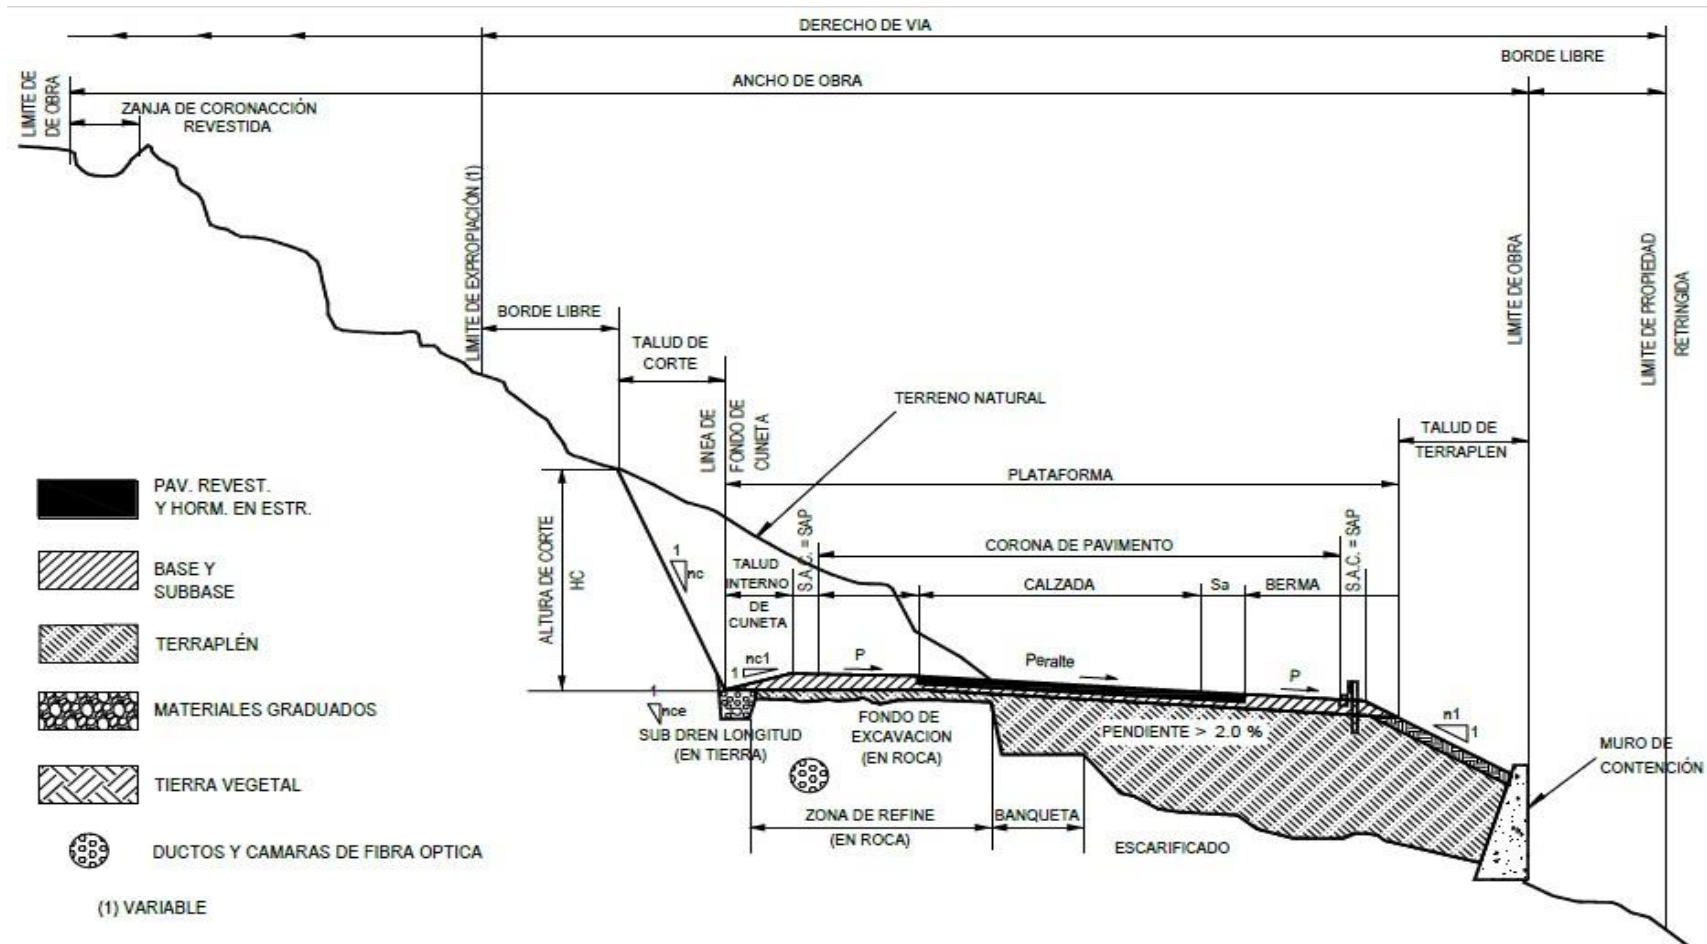 DERECHO DE VIA
BORDE LIBRE
ANCHO DE OBRA
LIMITE DE
DE OBRA
ZANJA DE CORONACCIÓN
REVESTIDA
LIMITE DE EXPROPIACIÓN (1)
BORDE LIBRE
TALUD DE
CORTE
LINEA DE
FONDO DE
CUNETA
TERRENO NATURAL
LIMITE DE OBRA
LIMITE DE PROPIEDAD
RETRINGIDA
TALUD DE
TERRAPLEN
PLATAFORMA
PAV. REVEST.
Y HORM. EN ESTR.
BASE Y
SUBBASE
TERRAPLÉN
MATERIALES GRADUADOS
TIERRA VEGETAL
DUCTOS Y CAMARAS DE FIBRA OPTICA
(1) VARIABLE
ALTURA DE CORTE
HC
1
nc
TALUD
INTERNO
DE
CUNETA
S.A.C. = SAP
CORONA DE PAVIMENTO
S.A.C. = SAP
CALZADA
Sa
BERMA
nc1
1
P
Peralte
P
1
nce
SUB DREN LONGITUD
(EN TIERRA)
FONDO DE
EXCAVACION
(EN ROCA)
PENDIENTE > 2.0 %
n1
1
MURO DE
CONTENCIÓN
ZONA DE REFINE
(EN ROCA)
BANQUETA
ESCARIFICADO